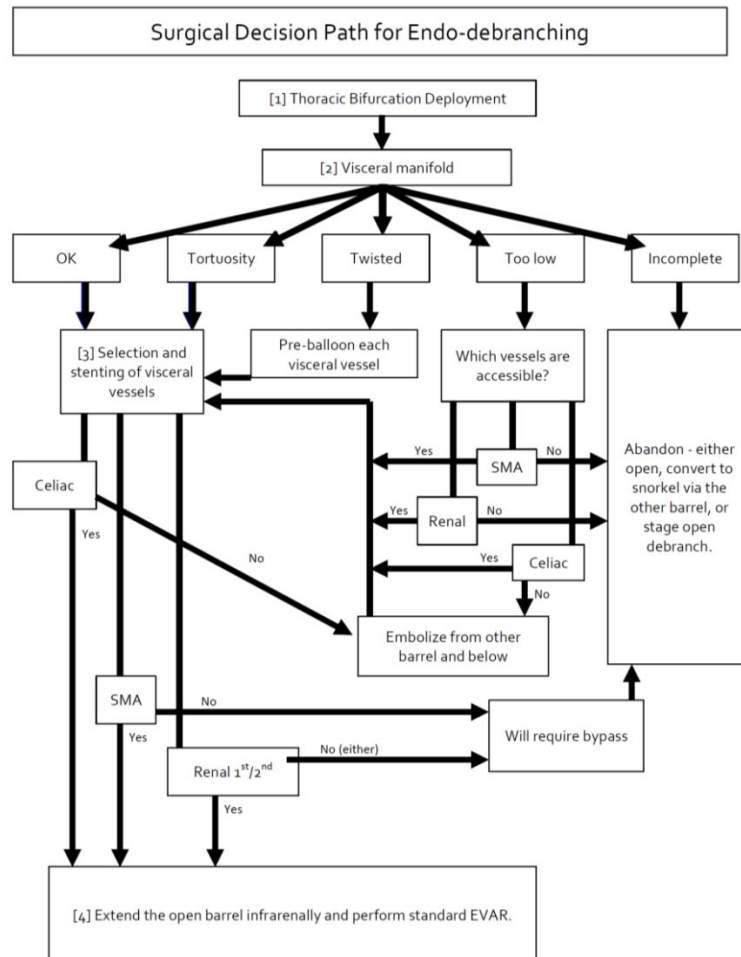 Surgical Decision Path for Endo-debranching
[1] Thoracic Bifurcation Deployment
[2] Visceral manifold
OK
Tortuosity
Twisted
Too low
Incomplete
[3] Selection and
stenting of visceral
vessels
Pre-balloon each
visceral vessel
Which vessels are
accessible?
Abandon - either
open, convert to
snorkel via the
other barrel, or
stage open
debranch.
Yes
SMA
No
Yes
Renal
No
Yes
Celiac
No
Celiac
Yes
No
Embolize from other
barrel and below
SMA
No
Yes
Will require bypass
Renal 1st/2nd
No (either)
Yes
[4] Extend the open barrel infrarenally and perform standard EVAR.